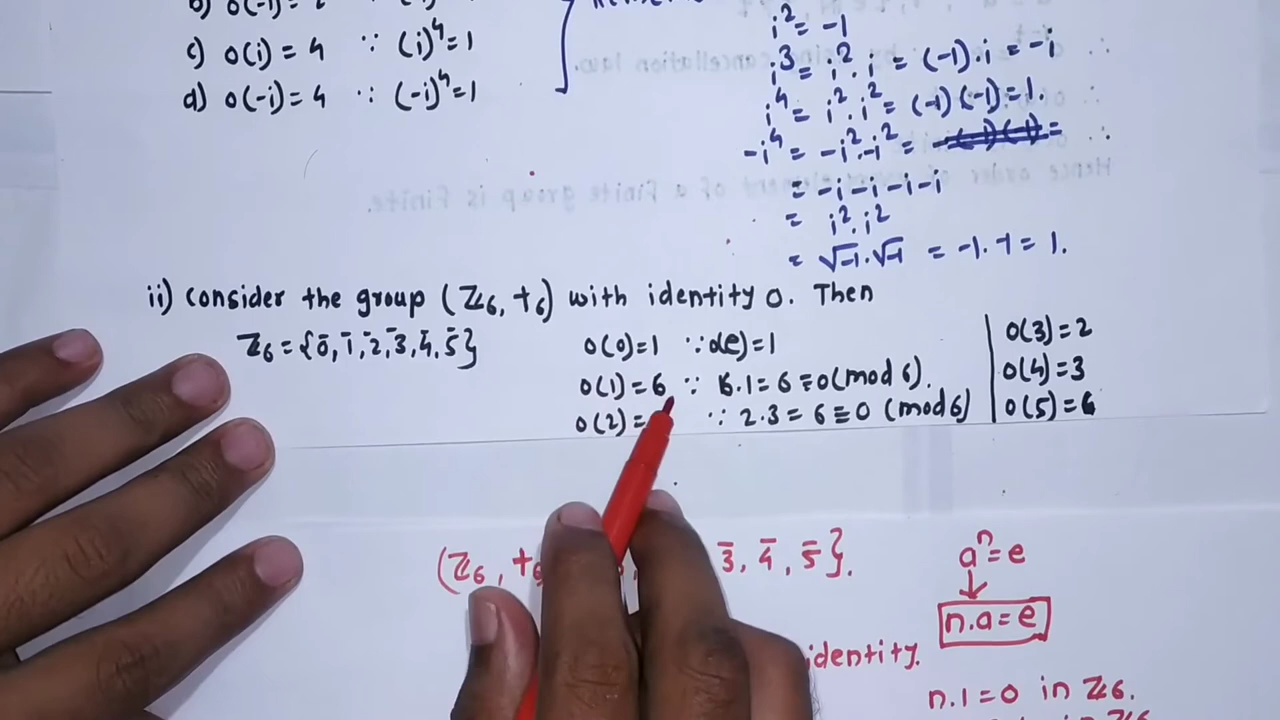 c) o(i) = 4 ∵ (i)⁴=1
d) o(-i)=4 ∵ (-i)⁴=1
i² = -1
i³ = i².i = (-1).i = -i
i⁴ = i².i² = (-1)(-1)=1.
-i⁴ = -i².-i² =
= -i-i-i-i
= i².i²
= √-1.√-1 = -1.-1 = 1.
ii) consider the group (Z₆, +₆) with identity 0. Then
Z₆ = {0̄, 1̄, 2̄, 3̄, 4̄, 5̄}
o(0)=1 ∵ o(e)=1
o(1)=6 ∵ 6.1=6≡0(mod 6).
o(2)= ∵ 2.3=6≡0 (mod 6)
o(3)=2
o(4)=3
o(5)=6
(Z₆, +₆ 3̄, 4̄, 5̄}.
aⁿ=e
n.a=e
identity.
n.1=0 in Z₆.